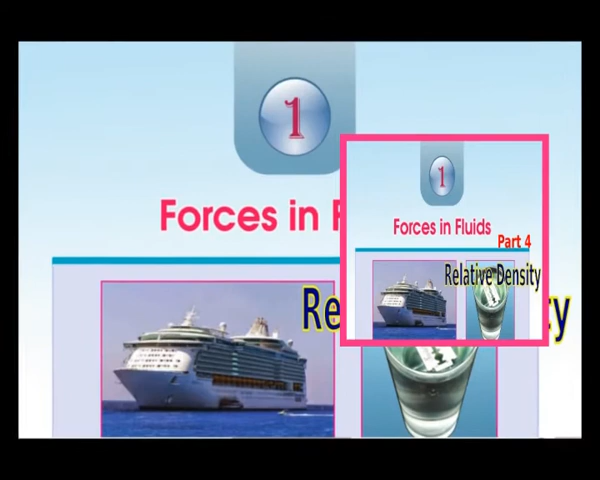 1
Forces in F
Re
y
1
Forces in Fluids
Part 4
Relative Density